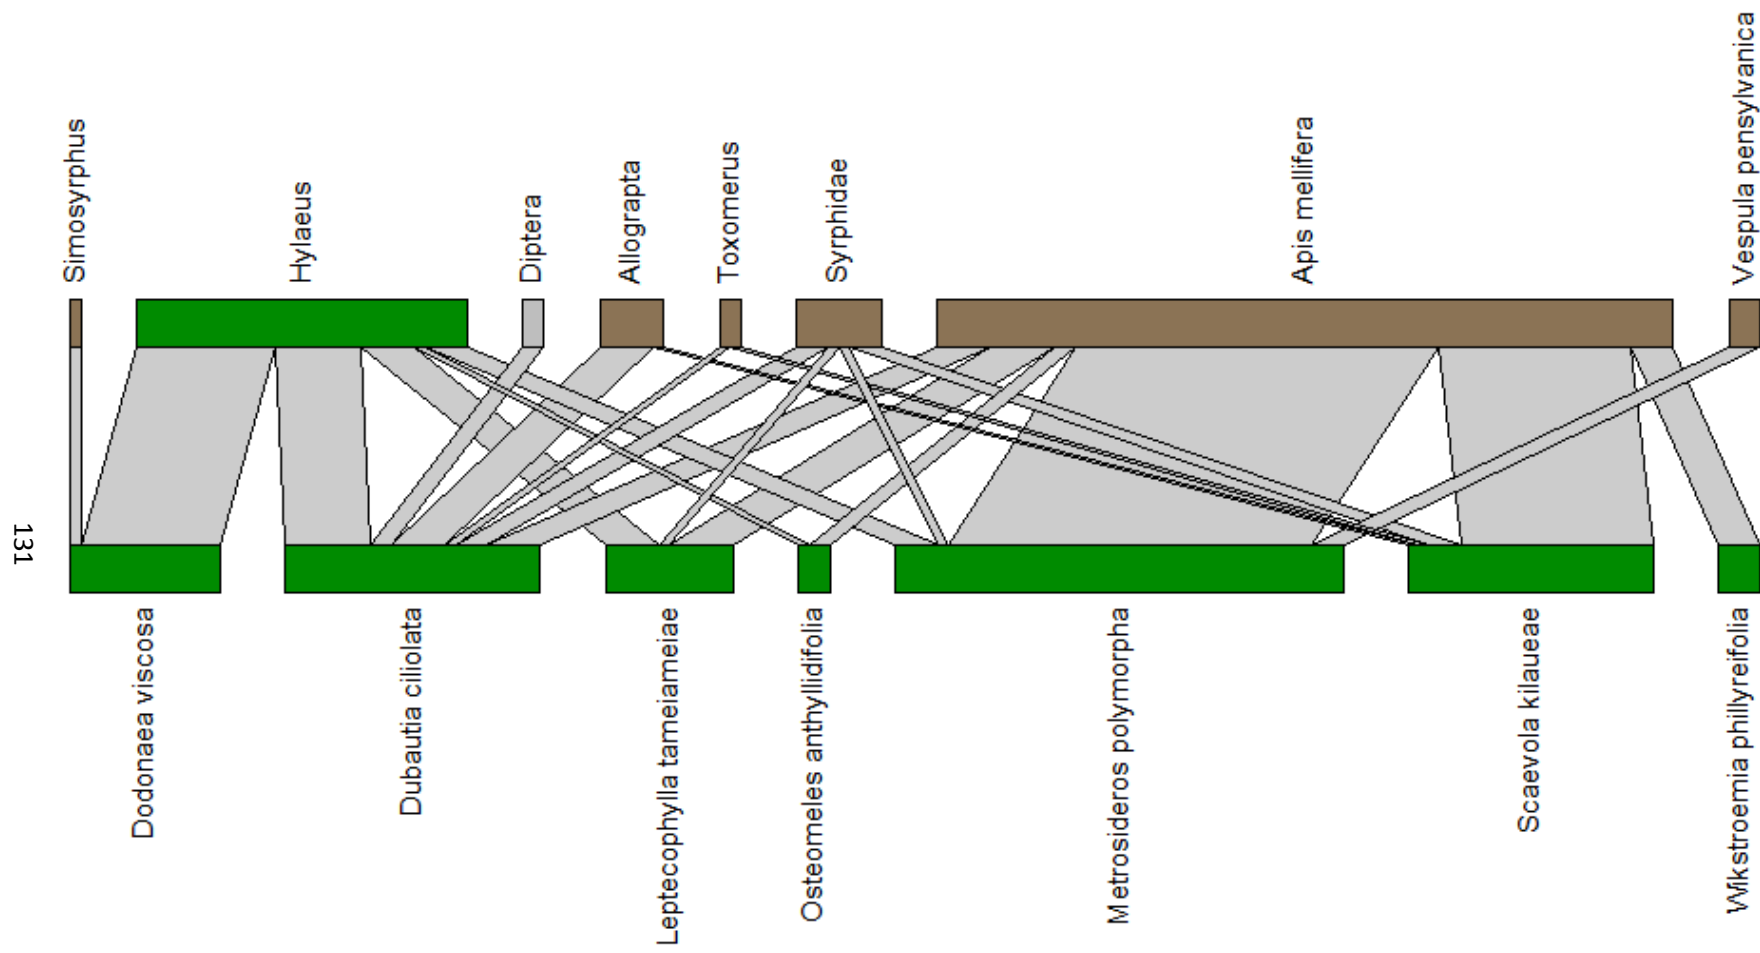 Simosyrphus
Hylaeus
Diptera
Allograpta
Toxomerus
Syrphidae
Apis mellifera
Vespula pensylvanica
Dodonaea viscosa
Dubautia ciliolata
Leptecophylla tameiameiae
Osteomeles anthyllidifolia
Metrosideros polymorpha
Scaevola kilaueae
Wikstroemia phillyreifolia
131